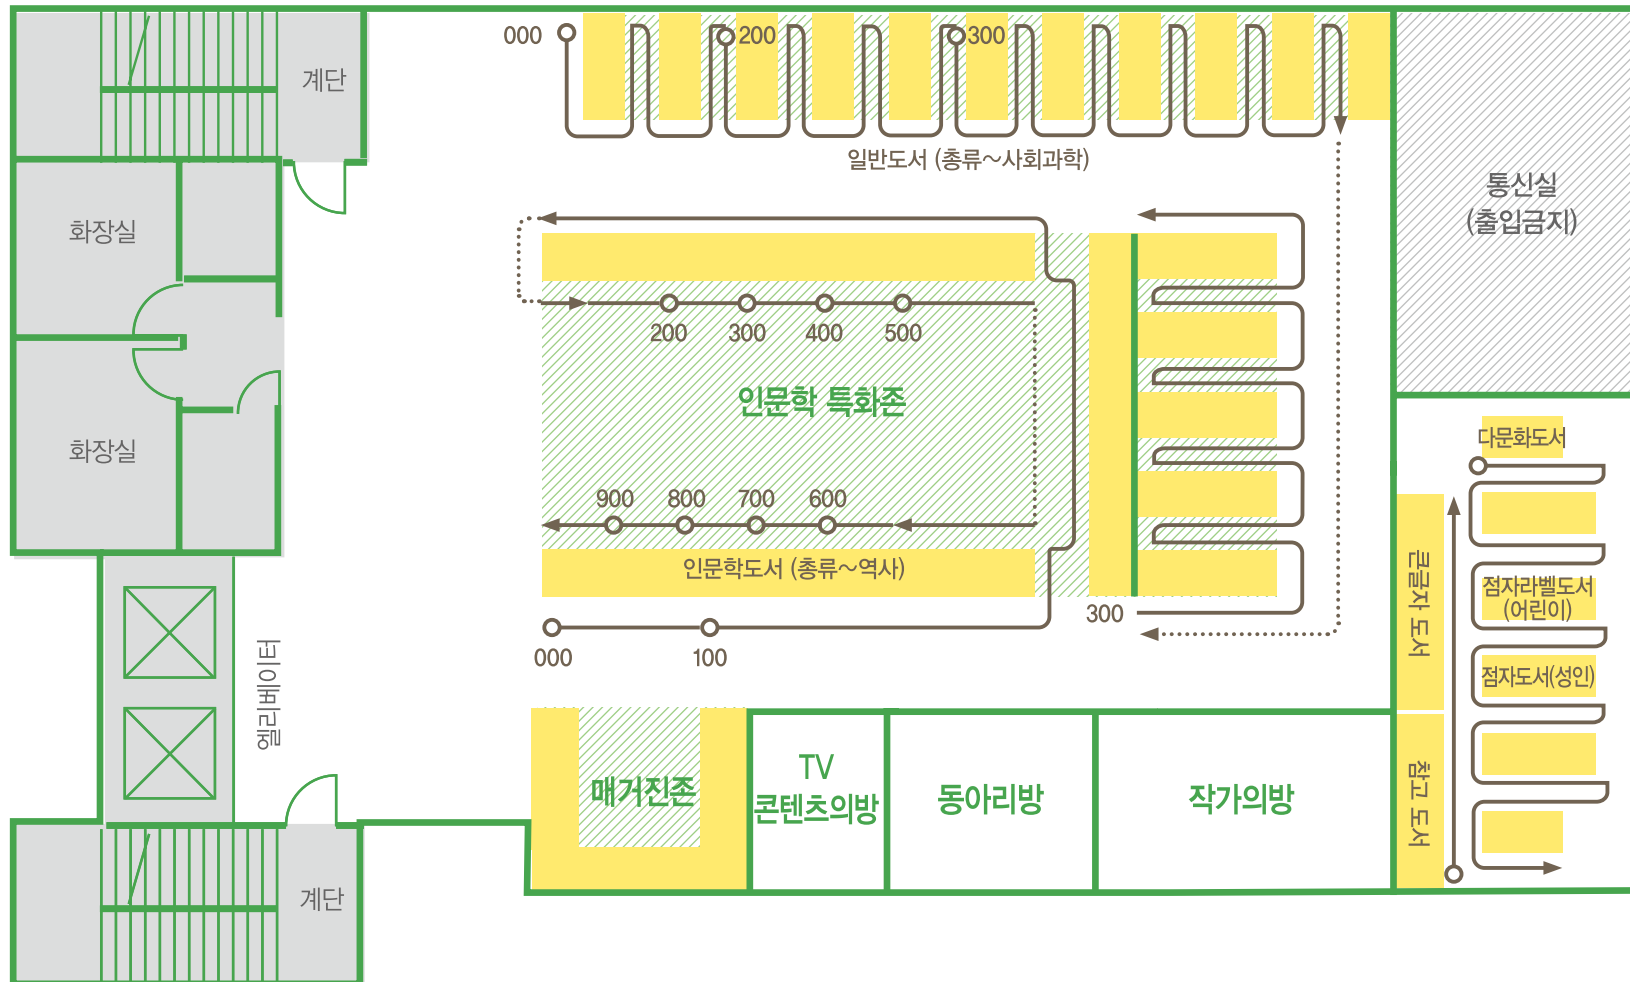 000
200
300
계단
일반도서 (총류~사회과학)
통신실
(출입금지)
화장실
200
300
400
500
인문학 특화존
화장실
900
800
700
600
인문학도서 (총류~역사)
300
000
100
다문화도서
점자라벨도서
(어린이)
점자도서(성인)
큰글자 도서
참고 도서
엘리베이터
매거진존
TV
콘텐츠의방
동아리방
작가의방
계단